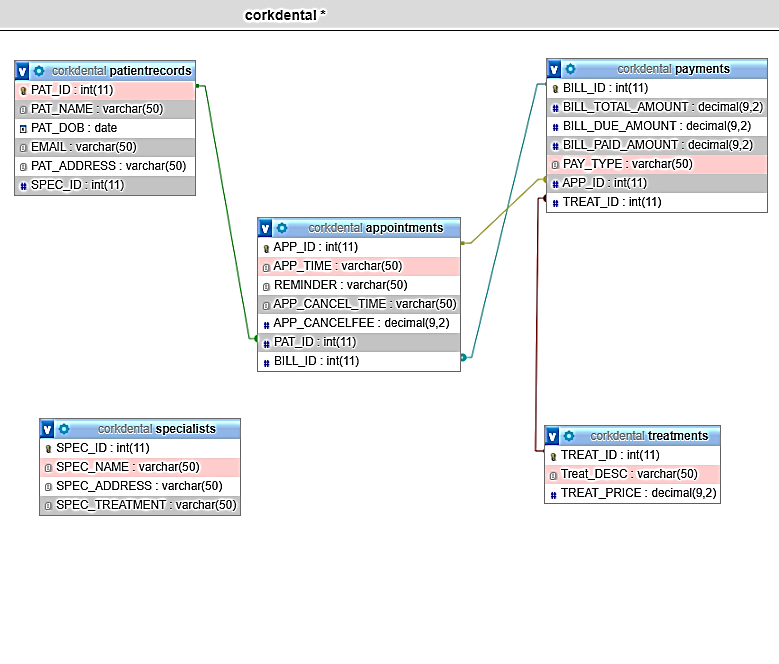 corkdental *
v corkdental patientrecords
PAT_ID : int(11)
PAT_NAME : varchar(50)
PAT_DOB : date
EMAIL : varchar(50)
PAT_ADDRESS : varchar(50)
# SPEC_ID : int(11)
v corkdental payments
BILL_ID : int(11)
# BILL_TOTAL_AMOUNT : decimal(9,2)
# BILL_DUE_AMOUNT : decimal(9,2)
# BILL_PAID_AMOUNT : decimal(9,2)
PAY_TYPE : varchar(50)
# APP_ID : int(11)
# TREAT_ID : int(11)
v corkdental appointments
APP_ID : int(11)
APP_TIME : varchar(50)
REMINDER : varchar(50)
APP_CANCEL_TIME : varchar(50)
# APP_CANCELFEE : decimal(9,2)
# PAT_ID : int(11)
# BILL_ID : int(11)
v corkdental specialists
SPEC_ID : int(11)
SPEC_NAME : varchar(50)
SPEC_ADDRESS : varchar(50)
SPEC_TREATMENT : varchar(50)
v corkdental treatments
TREAT_ID : int(11)
Treat_DESC : varchar(50)
# TREAT_PRICE : decimal(9,2)